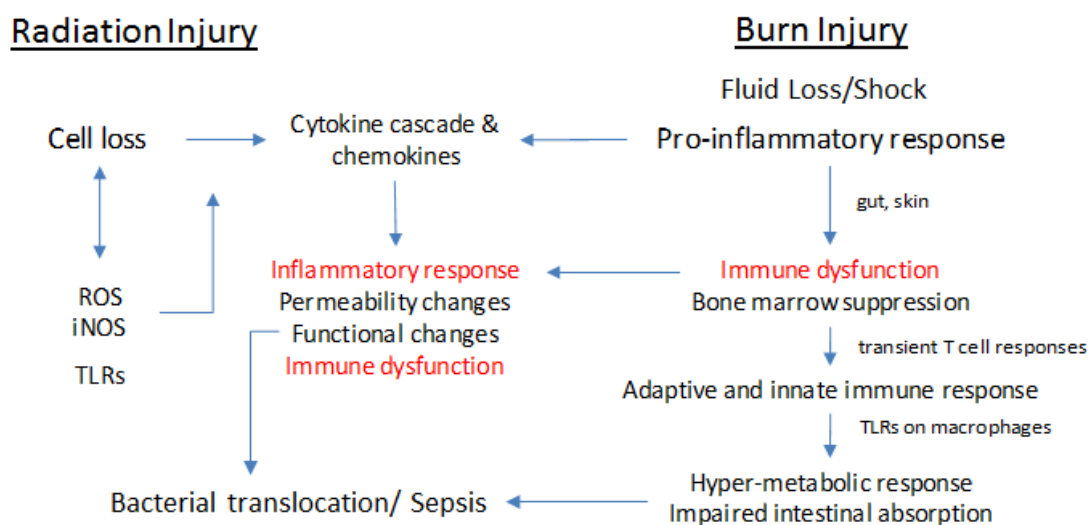 Radiation Injury
Burn Injury
Fluid Loss/Shock
Cell loss
Cytokine cascade &
chemokines
Pro-inflammatory response
gut, skin
Inflammatory response
Permeability changes
Functional changes
Immune dysfunction
Immune dysfunction
Bone marrow suppression
ROS
iNOS
TLRs
transient T cell responses
Adaptive and innate immune response
TLRs on macrophages
Hyper-metabolic response
Impaired intestinal absorption
Bacterial translocation/ Sepsis